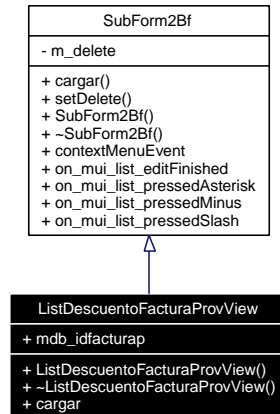 SubForm2Bf
- m_delete
+ cargar()
+ setDelete()
+ SubForm2Bf()
+ ~SubForm2Bf()
+ contextMenuEvent
+ on_mui_list_editFinished
+ on_mui_list_pressedAsterisk
+ on_mui_list_pressedMinus
+ on_mui_list_pressedSlash
ListDescuentoFacturaProvView
+ mdb_idfacturap
+ ListDescuentoFacturaProvView()
+ ~ListDescuentoFacturaProvView()
+ cargar